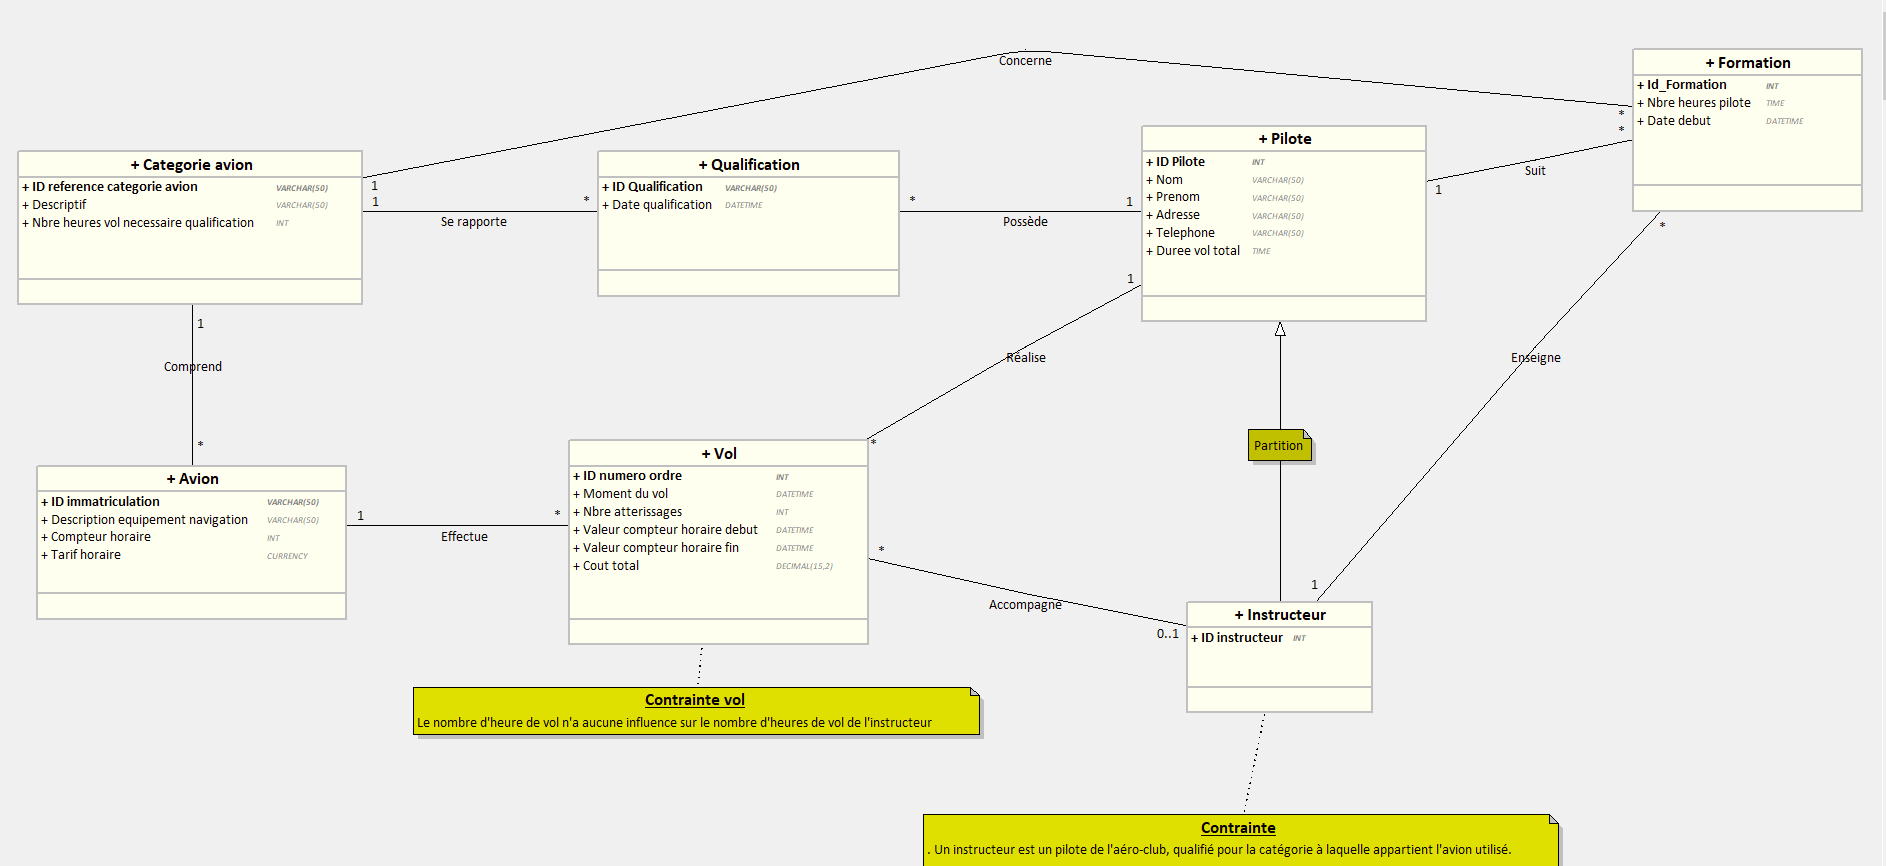 Concerne
+ Formation
+ Id_Formation INT
+ Nbre heures pilote TIME
+ Date debut DATETIME
*
*
+ Pilote
+ ID Pilote INT
+ Nom VARCHAR(50)
+ Prenom VARCHAR(50)
+ Adresse VARCHAR(50)
+ Telephone VARCHAR(50)
+ Duree vol total TIME
Suit
1
+ Categorie avion
+ ID reference categorie avion VARCHAR(50)
+ Descriptif VARCHAR(50)
+ Nbre heures vol necessaire qualification INT
1
1
Se rapporte
*
+ Qualification
+ ID Qualification VARCHAR(50)
+ Date qualification DATETIME
*
Possède
1
*
1
Réalise
*
1
Comprend
*
Enseigne
Partition
+ Avion
+ ID immatriculation VARCHAR(50)
+ Description equipement navigation VARCHAR(50)
+ Compteur horaire INT
+ Tarif horaire CURRENCY
1
Effectue
*
+ Vol
+ ID numero ordre INT
+ Moment du vol DATETIME
+ Nbre atterissages INT
+ Valeur compteur horaire debut DATETIME
+ Valeur compteur horaire fin DATETIME
+ Cout total DECIMAL(15,2)
*
Accompagne
0..1
1
+ Instructeur
+ ID instructeur INT
Contrainte vol
Le nombre d'heure de vol n'a aucune influence sur le nombre d'heures de vol de l'instructeur
Contrainte
. Un instructeur est un pilote de l'aéro-club, qualifié pour la catégorie à laquelle appartient l'avion utilisé.